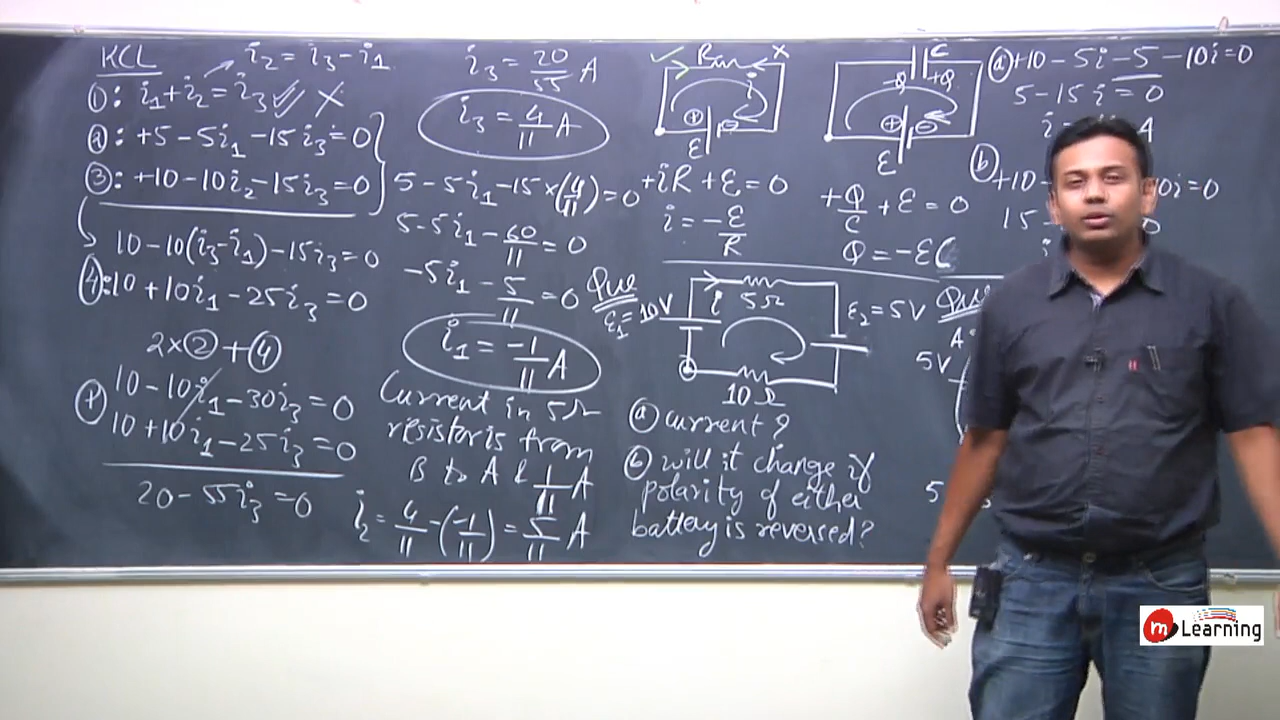 KCL
i₂ = i₃ - i₁
①: i₁ + i₂ = i₃
②: +5 - 5i₁ - 15i₃ = 0
③: +10 - 10i₂ - 15i₃ = 0
10 - 10(i₃ - i₁) - 15i₃ = 0
④: 10 + 10i₁ - 25i₃ = 0
2 × ② + ④
10 - 10i₁ - 30i₃ = 0
10 + 10i₁ - 25i₃ = 0
20 - 55i₃ = 0
i₃ = 20/55 A
i₃ = 4/11 A
5 - 5i₁ - 15 × (4/11) = 0
5 - 5i₁ - 60/11 = 0
-5i₁ - 5/11 = 0
i₁ = -1/11 A
Current in 5Ω
resistor is from
B to A & 1/11 A
i₂ = 4/11 - (-1/11) = 5/11 A
R
i
ε
+iR + ε = 0
i = -ε/R
C
-Q +Q
ε
+Q/C + ε = 0
Q = -εC
Que
ε₁ = 10V
i
5Ω
ε₂ = 5V
10Ω
ⓐ current?
ⓑ will it change if
polarity of either
battery is reversed?
ⓐ +10 - 5i - 5 - 10i = 0
5 - 15i = 0
i
A
ⓑ
+10
0i = 0
15 -
Que
A
5V
5
m Learning